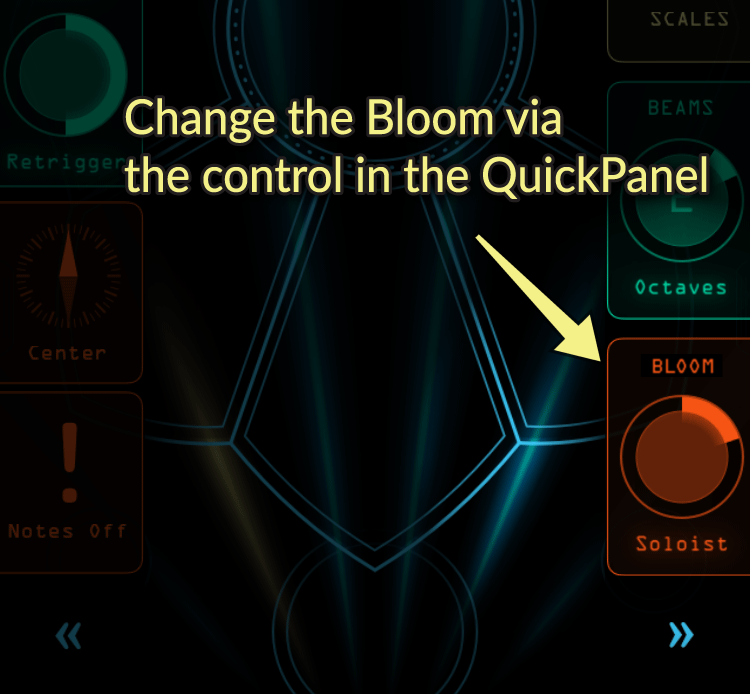 SCALES
Change the Bloom via
the control in the QuickPanel
Retrigger
BEAMS
Octaves
Center
BLOOM
Soloist
Notes Off